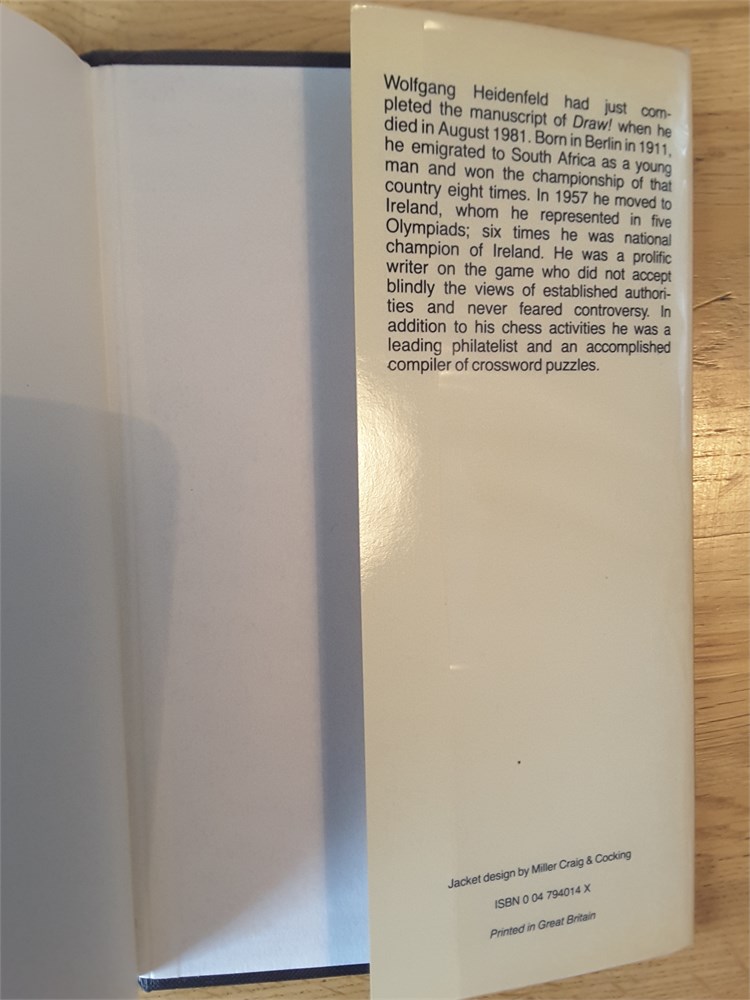 Wolfgang Heidenfeld had just com-
pleted the manuscript of Draw! when he
died in August 1981. Born in Berlin in 1911,
he emigrated to South Africa as a young
man and won the championship of that
country eight times. In 1957 he moved to
Ireland, whom he represented in five
Olympiads; six times he was national
champion of Ireland. He was a prolific
writer on the game who did not accept
blindly the views of established authori-
ties and never feared controversy. In
addition to his chess activities he was a
leading philatelist and an accomplished
compiler of crossword puzzles.
Jacket design by Miller Craig & Cocking
ISBN 0 04 794014 X
Printed in Great Britain